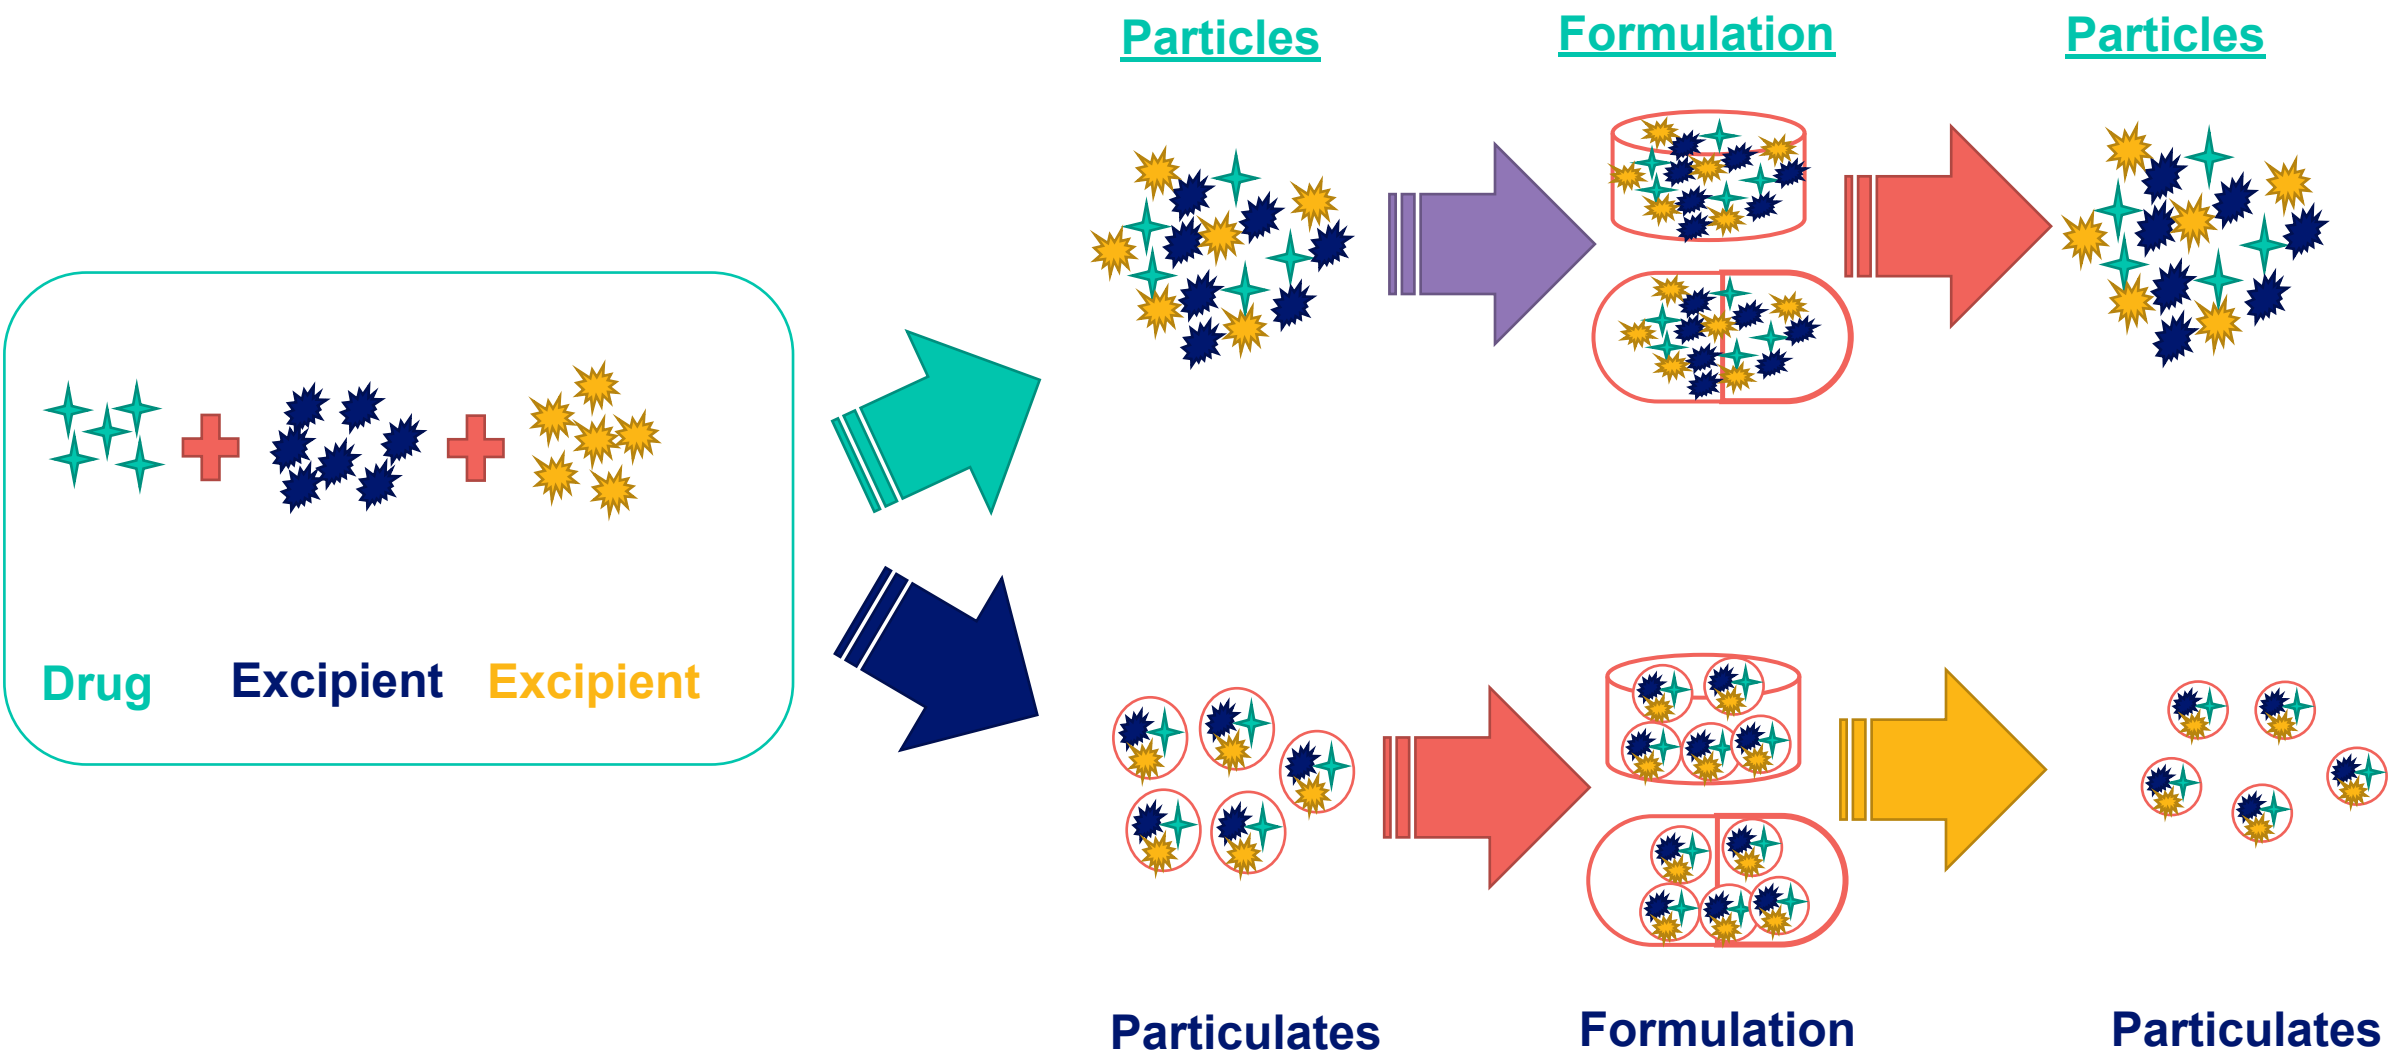 Particles
Formulation
Particles
Drug
Excipient
Excipient
Particulates
Formulation
Particulates